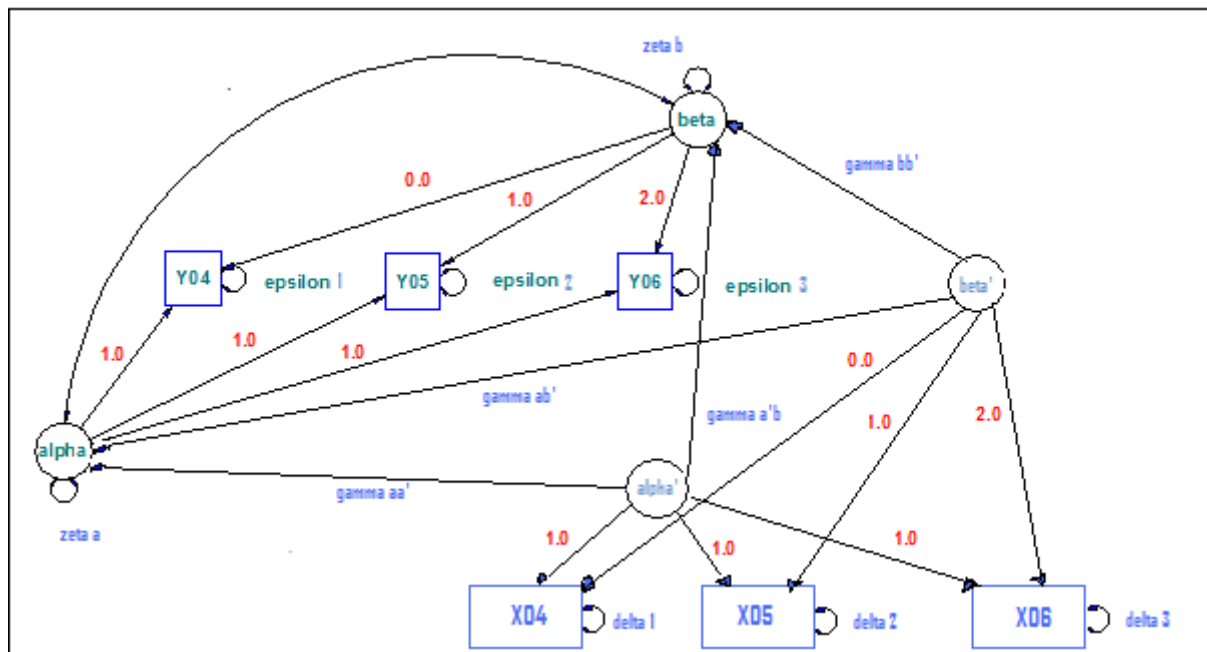 zeta b
beta
gamma bb'
0.0
1.0
2.0
Y04
epsilon 1
Y05
epsilon 2
Y06
epsilon 3
beta'
1.0
1.0
1.0
0.0
gamma ab'
gamma a'b
1.0
2.0
alpha
alpha'
gamma aa'
zeta a
1.0
1.0
1.0
X04
delta 1
X05
delta 2
X06
delta 3